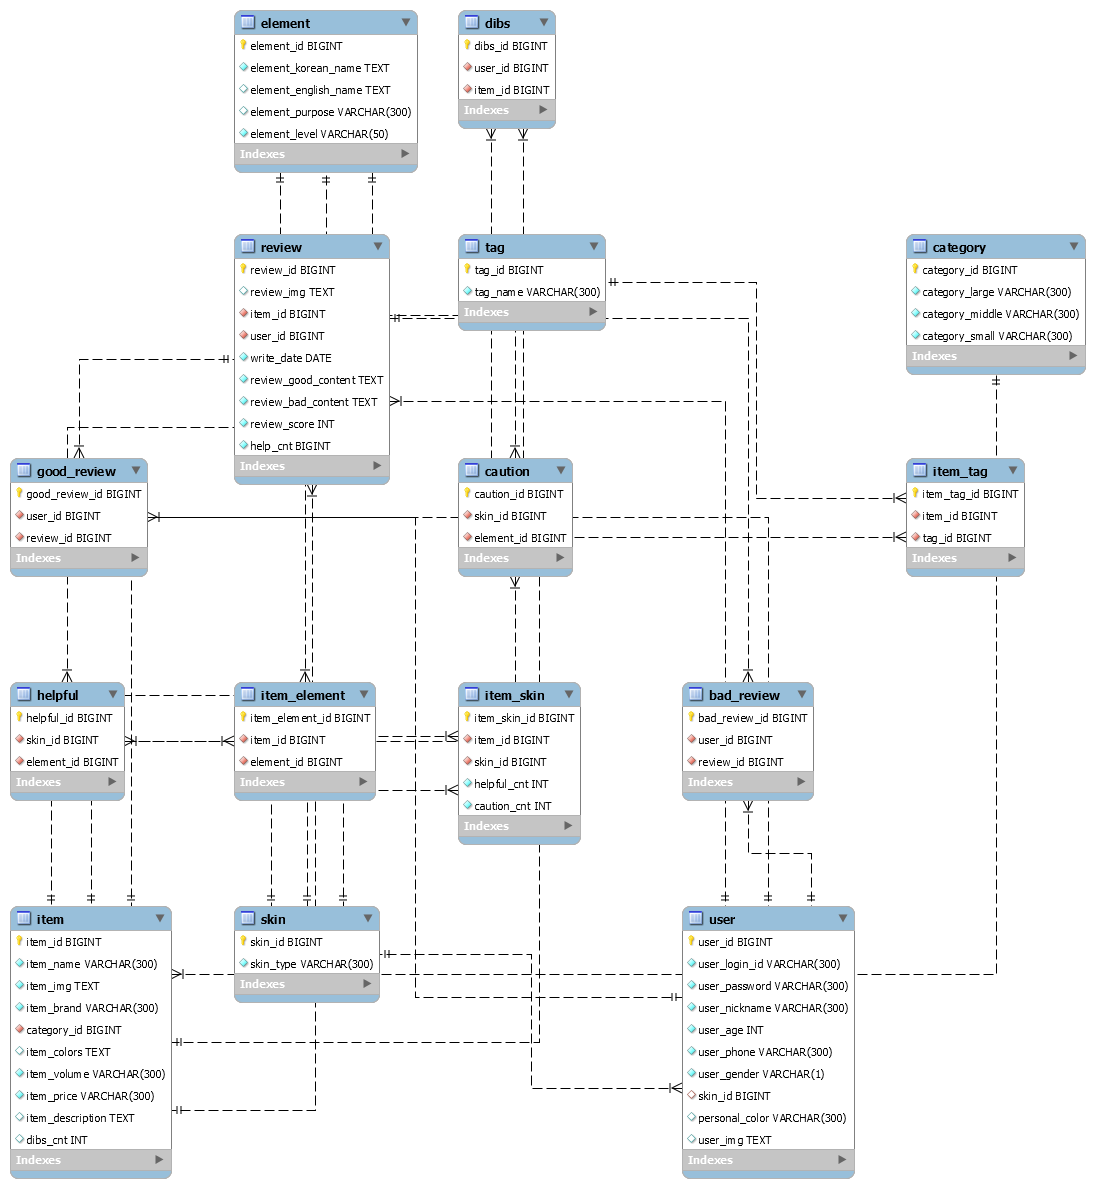 element
element_id BIGINT
element_korean_name TEXT
element_english_name TEXT
element_purpose VARCHAR(300)
element_level VARCHAR(50)
Indexes
dibs
dibs_id BIGINT
user_id BIGINT
item_id BIGINT
Indexes
review
review_id BIGINT
review_img TEXT
item_id BIGINT
user_id BIGINT
write_date DATE
review_good_content TEXT
review_bad_content TEXT
review_score INT
help_cnt BIGINT
Indexes
tag
tag_id BIGINT
tag_name VARCHAR(300)
Indexes
category
category_id BIGINT
category_large VARCHAR(300)
category_middle VARCHAR(300)
category_small VARCHAR(300)
Indexes
good_review
good_review_id BIGINT
user_id BIGINT
review_id BIGINT
Indexes
caution
caution_id BIGINT
skin_id BIGINT
element_id BIGINT
Indexes
item_tag
item_tag_id BIGINT
item_id BIGINT
tag_id BIGINT
Indexes
helpful
helpful_id BIGINT
skin_id BIGINT
element_id BIGINT
Indexes
item_element
item_element_id BIGINT
item_id BIGINT
element_id BIGINT
Indexes
item_skin
item_skin_id BIGINT
item_id BIGINT
skin_id BIGINT
helpful_cnt INT
caution_cnt INT
Indexes
bad_review
bad_review_id BIGINT
user_id BIGINT
review_id BIGINT
Indexes
item
item_id BIGINT
item_name VARCHAR(300)
item_img TEXT
item_brand VARCHAR(300)
category_id BIGINT
item_colors TEXT
item_volume VARCHAR(300)
item_price VARCHAR(300)
item_description TEXT
dibs_cnt INT
Indexes
skin
skin_id BIGINT
skin_type VARCHAR(300)
Indexes
user
user_id BIGINT
user_login_id VARCHAR(300)
user_password VARCHAR(300)
user_nickname VARCHAR(300)
user_age INT
user_phone VARCHAR(300)
user_gender VARCHAR(1)
skin_id BIGINT
personal_color VARCHAR(300)
user_img TEXT
Indexes